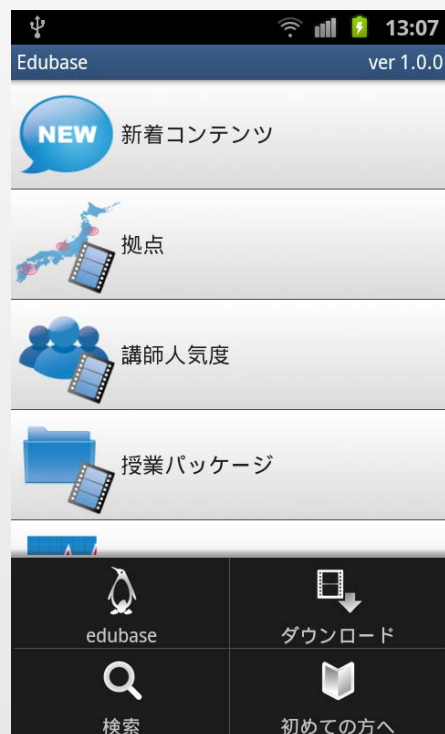 13:07
Edubase ver 1.0.0
NEW 新着コンテンツ
拠点
講師人気度
授業パッケージ
edubase ダウンロード
検索 初めての方へ